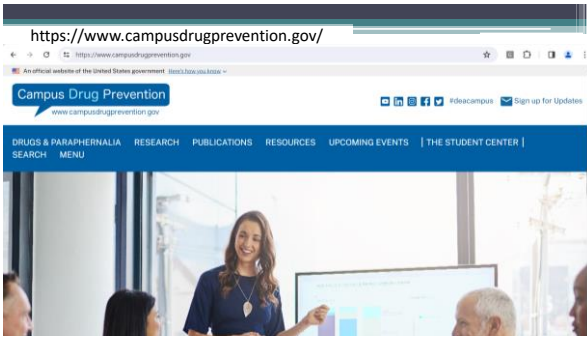 https://www.campusdrugprevention.gov/
https://www.campusdrugprevention.gov
An official website of the United States government Here's how you know
Campus Drug Prevention
www.campusdrugprevention.gov
#deacampus Sign up for Updates
DRUGS & PARAPHERNALIA RESEARCH PUBLICATIONS RESOURCES UPCOMING EVENTS | THE STUDENT CENTER |
SEARCH MENU